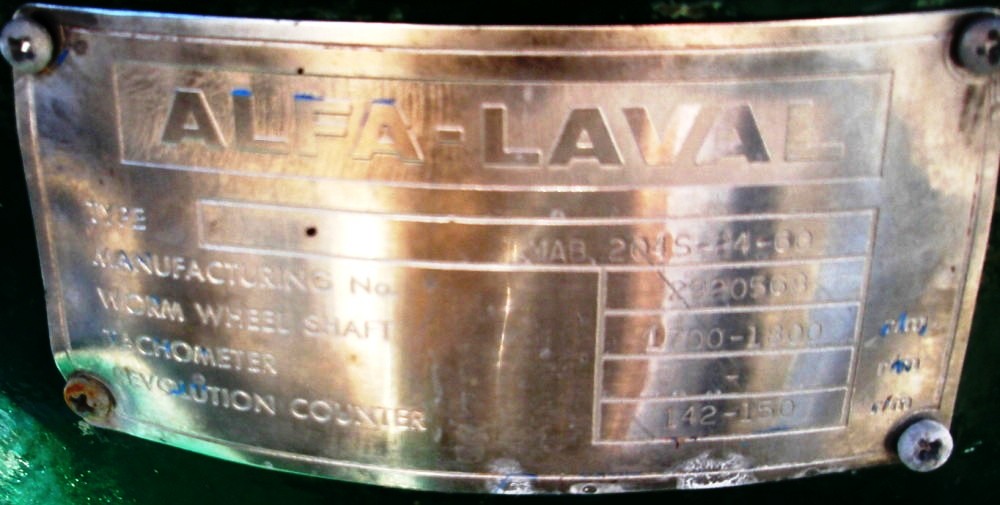 ALFA-LAVAL
TYPE MAB 204S-24-60
MANUFACTURING No. 2920568
WORM WHEEL SHAFT 1700-1800 r/m
TACHOMETER -
REVOLUTION COUNTER 142-150 r/m